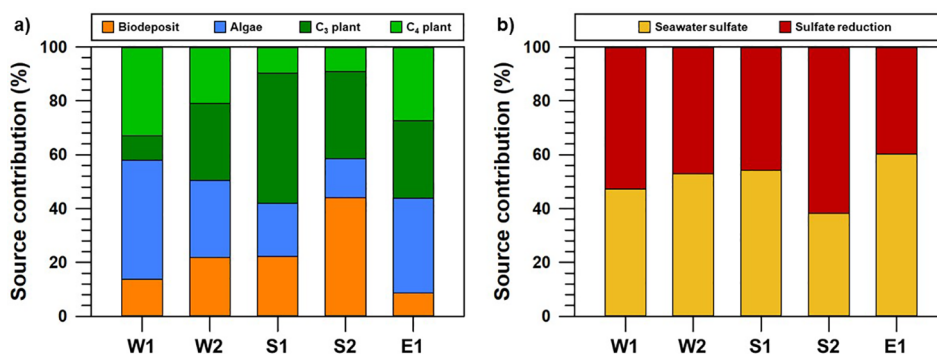 a) Biodeposit Algae C₃ plant C₄ plant
Source contribution (%)
100
80
60
40
20
0
W1 W2 S1 S2 E1
b) Seawater sulfate Sulfate reduction
Source contribution (%)
100
80
60
40
20
0
W1 W2 S1 S2 E1